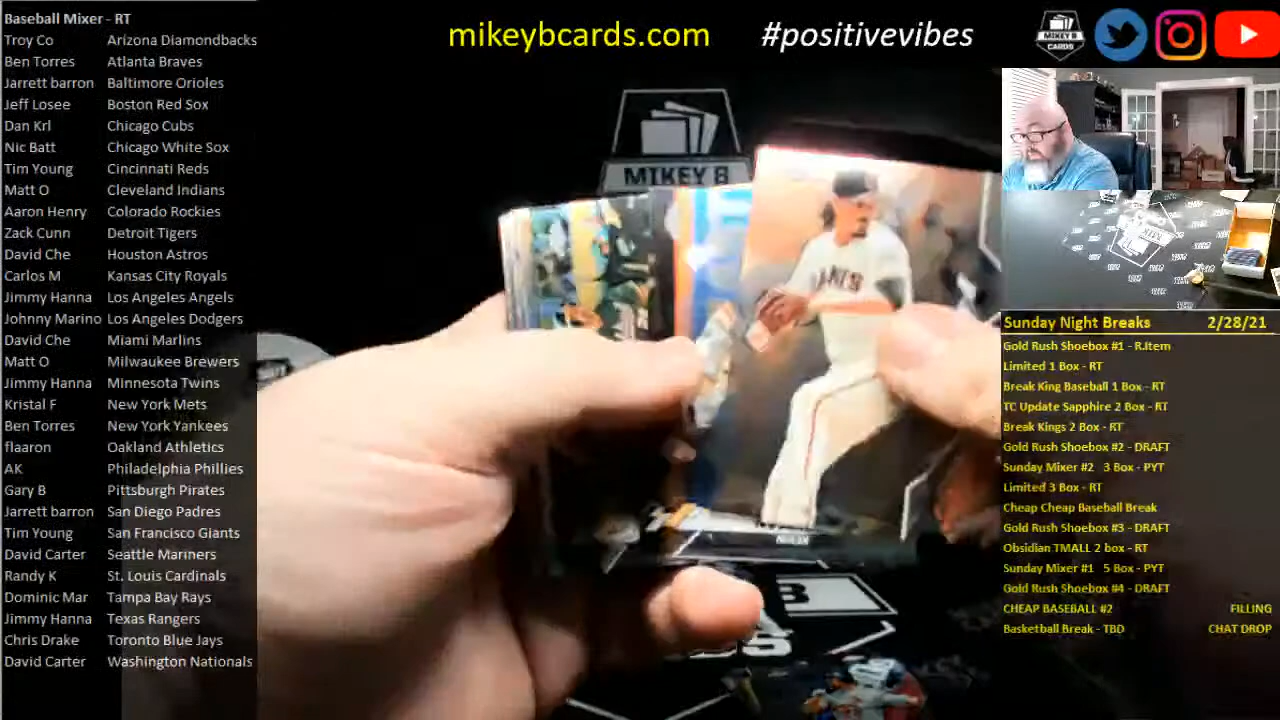 Baseball Mixer - RT
Troy Co Arizona Diamondbacks
Ben Torres Atlanta Braves
Jarrett barron Baltimore Orioles
Jeff Losee Boston Red Sox
Dan Krl Chicago Cubs
Nic Batt Chicago White Sox
Tim Young Cincinnati Reds
Matt O Cleveland Indians
Aaron Henry Colorado Rockies
Zack Cunn Detroit Tigers
David Che Houston Astros
Carlos M Kansas City Royals
Jimmy Hanna Los Angeles Angels
Johnny Marino Los Angeles Dodgers
David Che Miami Marlins
Matt O Milwaukee Brewers
Jimmy Hanna Minnesota Twins
Kristal F New York Mets
Ben Torres New York Yankees
flaaron Oakland Athletics
AK Philadelphia Phillies
Gary B Pittsburgh Pirates
Jarrett barron San Diego Padres
Tim Young San Francisco Giants
David Carter Seattle Mariners
Randy K St. Louis Cardinals
Dominic Mar Tampa Bay Rays
Jimmy Hanna Texas Rangers
Chris Drake Toronto Blue Jays
David Carter Washington Nationals
mikeybcards.com #positivevibes
MIKEY B
CARDS
MIKEY B
Sunday Night Breaks 2/28/21
Gold Rush Shoebox #1 - R.Item
Limited 1 Box - RT
Break King Baseball 1 Box - RT
TC Update Sapphire 2 Box - RT
Break Kings 2 Box - RT
Gold Rush Shoebox #2 - DRAFT
Sunday Mixer #2 3 Box - PYT
Limited 3 Box - RT
Cheap Cheap Baseball Break
Gold Rush Shoebox #3 - DRAFT
Obsidian TMALL 2 box - RT
Sunday Mixer #1 5 Box - PYT
Gold Rush Shoebox #4 - DRAFT
CHEAP BASEBALL #2 FILLING
Basketball Break - TBD CHAT DROP